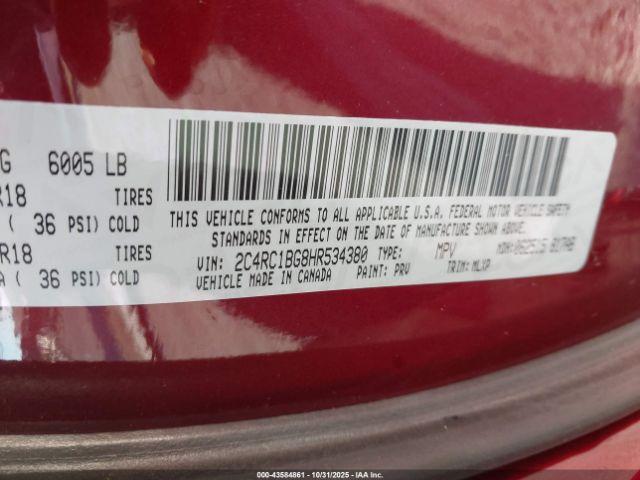 G 6005 LB
R18 TIRES
( 36 PSI) COLD
R18 TIRES
A ( 36 PSI) COLD
THIS VEHICLE CONFORMS TO ALL APPLICABLE U.S.A. FEDERAL MOTOR VEHICLE SAFETY
STANDARDS IN EFFECT ON THE DATE OF MANUFACTURE SHOWN ABOVE.
VIN: 2C4RC1BG8HR534380 TYPE: MPV MDH:
VEHICLE MADE IN CANADA PAINT: PRV TRIM: MLXP
000-43584861 10/31/2025 IAA Inc.